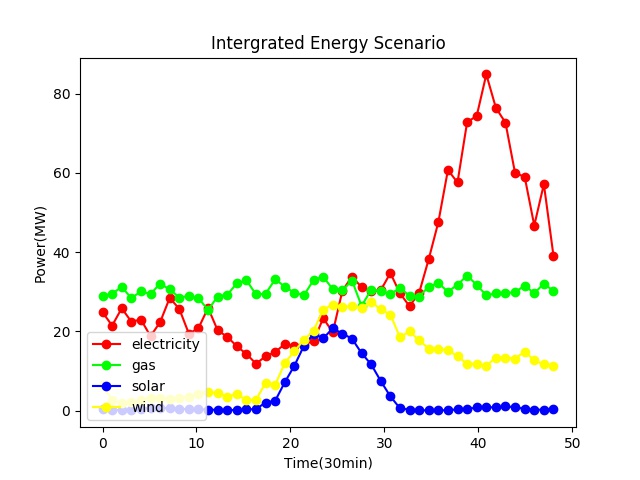 Intergrated Energy Scenario
Power(MW)
80
60
40
20
0
electricity
gas
solar
wind
0 10 20 30 40 50
Time(30min)